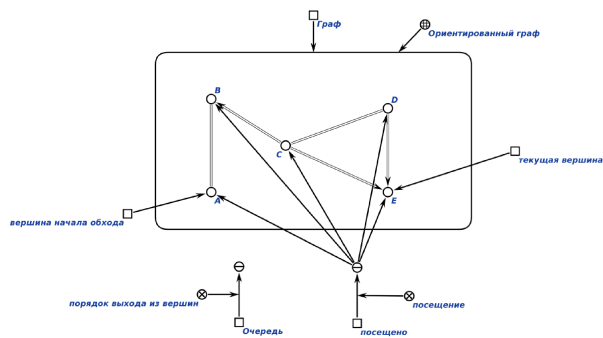 Граф
Ориентированный граф
B
D
C
текущая вершина
A
E
вершина начала обхода
порядок выхода из вершин
посещение
Очередь
посещено